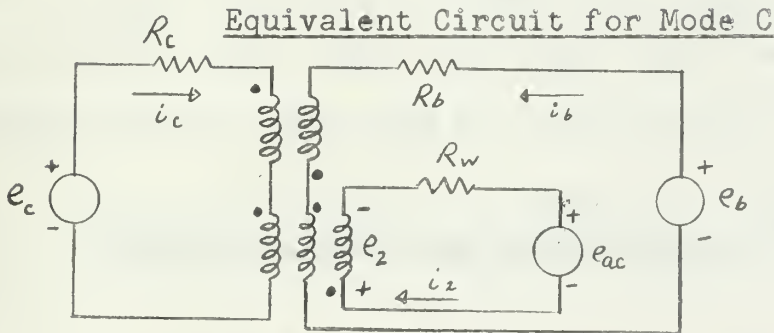 Equivalent Circuit for Mode C
R_c
i_c
R_b
i_b
R_w
+
e_c
-
-
e_2
+
i_2
+
e_ac
-
+
e_b
-